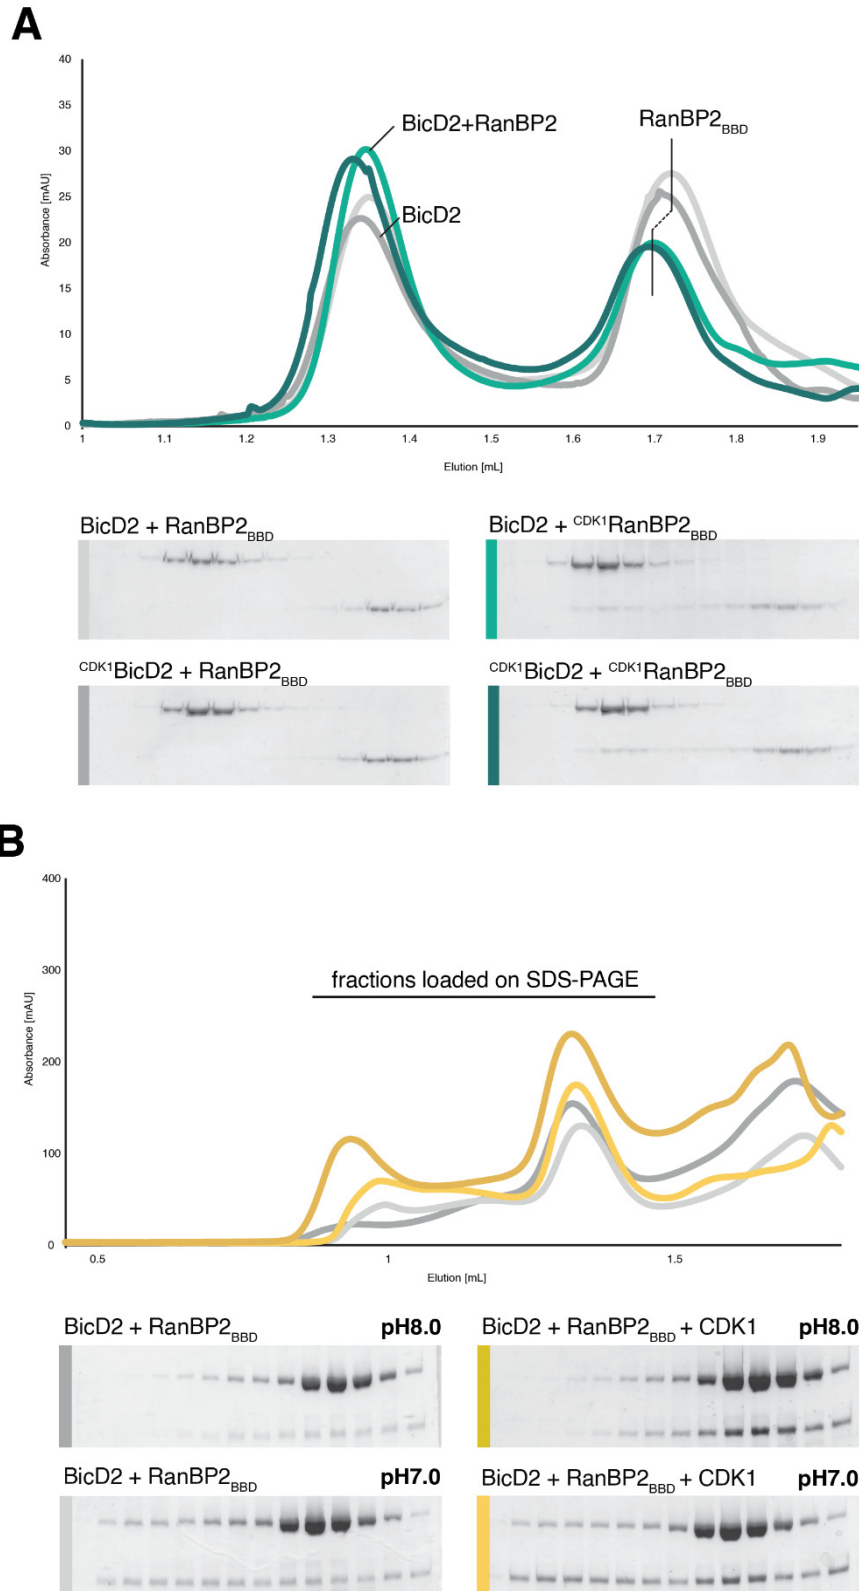 A
40
35
30
25
20
15
10
5
0
Absorbance [mAU]
BicD2+RanBP2
BicD2
RanBP2BBD
1 1.1 1.2 1.3 1.4 1.5 1.6 1.7 1.8 1.9
Elution [mL]
BicD2 + RanBP2BBD
BicD2 + CDK1RanBP2BBD
CDK1BicD2 + RanBP2BBD
CDK1BicD2 + CDK1RanBP2BBD
B
400
300
200
100
0
Absorbance [mAU]
fractions loaded on SDS-PAGE
0.5 1 1.5
Elution [mL]
BicD2 + RanBP2BBD pH8.0
BicD2 + RanBP2BBD + CDK1 pH8.0
BicD2 + RanBP2BBD pH7.0
BicD2 + RanBP2BBD + CDK1 pH7.0